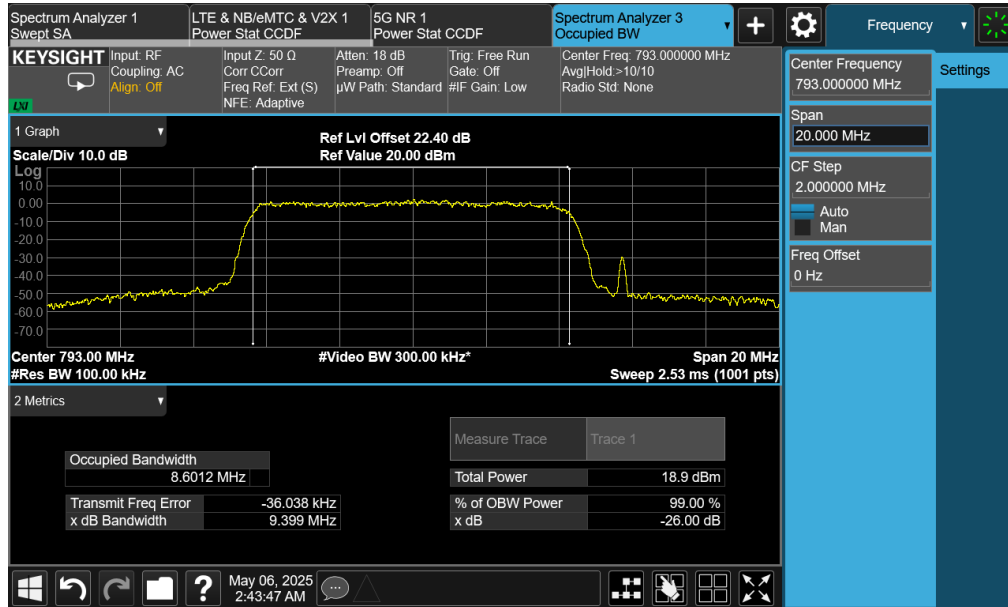 Spectrum Analyzer 1
Swept SA
LTE & NB/eMTC & V2X 1
Power Stat CCDF
5G NR 1
Power Stat CCDF
Spectrum Analyzer 3
Occupied BW
Frequency
KEYSIGHT
LXI
Input: RF
Coupling: AC
Align: Off
Input Z: 50 Ω
Corr CCorr
Freq Ref: Ext (S)
NFE: Adaptive
Atten: 18 dB
Preamp: Off
µW Path: Standard
Trig: Free Run
Gate: Off
#IF Gain: Low
Center Freq: 793.000000 MHz
Avg|Hold:>10/10
Radio Std: None
Center Frequency
793.000000 MHz
Settings
Span
20.000 MHz
CF Step
2.000000 MHz
Auto
Man
Freq Offset
0 Hz
1 Graph
Scale/Div 10.0 dB
Ref Lvl Offset 22.40 dB
Ref Value 20.00 dBm
Log
10.0
0.00
-10.0
-20.0
-30.0
-40.0
-50.0
-60.0
-70.0
Center 793.00 MHz
#Video BW 300.00 kHz*
Span 20 MHz
#Res BW 100.00 kHz
Sweep 2.53 ms (1001 pts)
2 Metrics
Measure Trace
Trace 1
Occupied Bandwidth
8.6012 MHz
Total Power
18.9 dBm
Transmit Freq Error
-36.038 kHz
% of OBW Power
99.00 %
x dB Bandwidth
9.399 MHz
x dB
-26.00 dB
?
May 06, 2025
2:43:47 AM